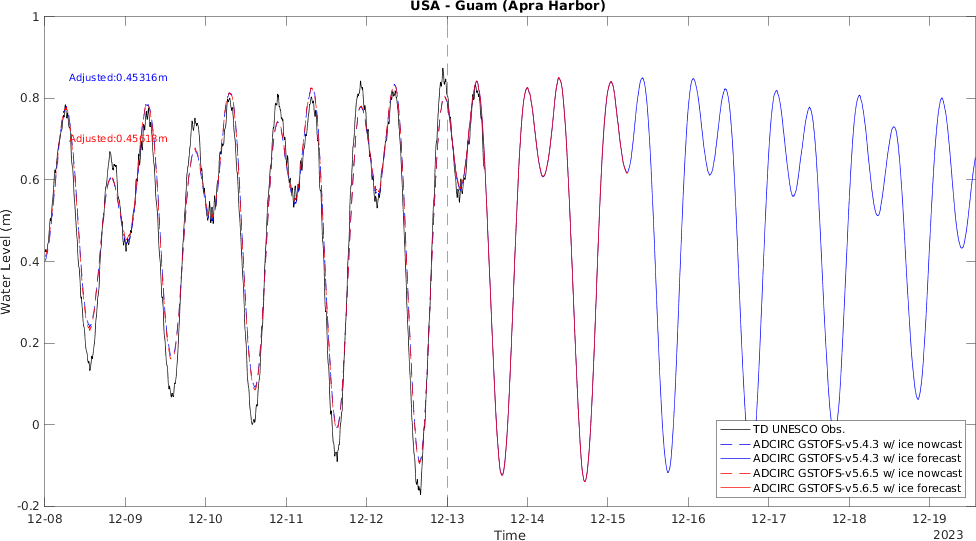 USA - Guam (Apra Harbor)
1
0.8
0.6
0.4
0.2
0
-0.2
Water Level (m)
Adjusted:0.45316m
Adjusted:0.45613m
TD UNESCO Obs.
ADCIRC GSTOFS-v5.4.3 w/ ice nowcast
ADCIRC GSTOFS-v5.4.3 w/ ice forecast
ADCIRC GSTOFS-v5.6.5 w/ ice nowcast
ADCIRC GSTOFS-v5.6.5 w/ ice forecast
12-08 12-09 12-10 12-11 12-12 12-13 12-14 12-15 12-16 12-17 12-18 12-19
Time
2023